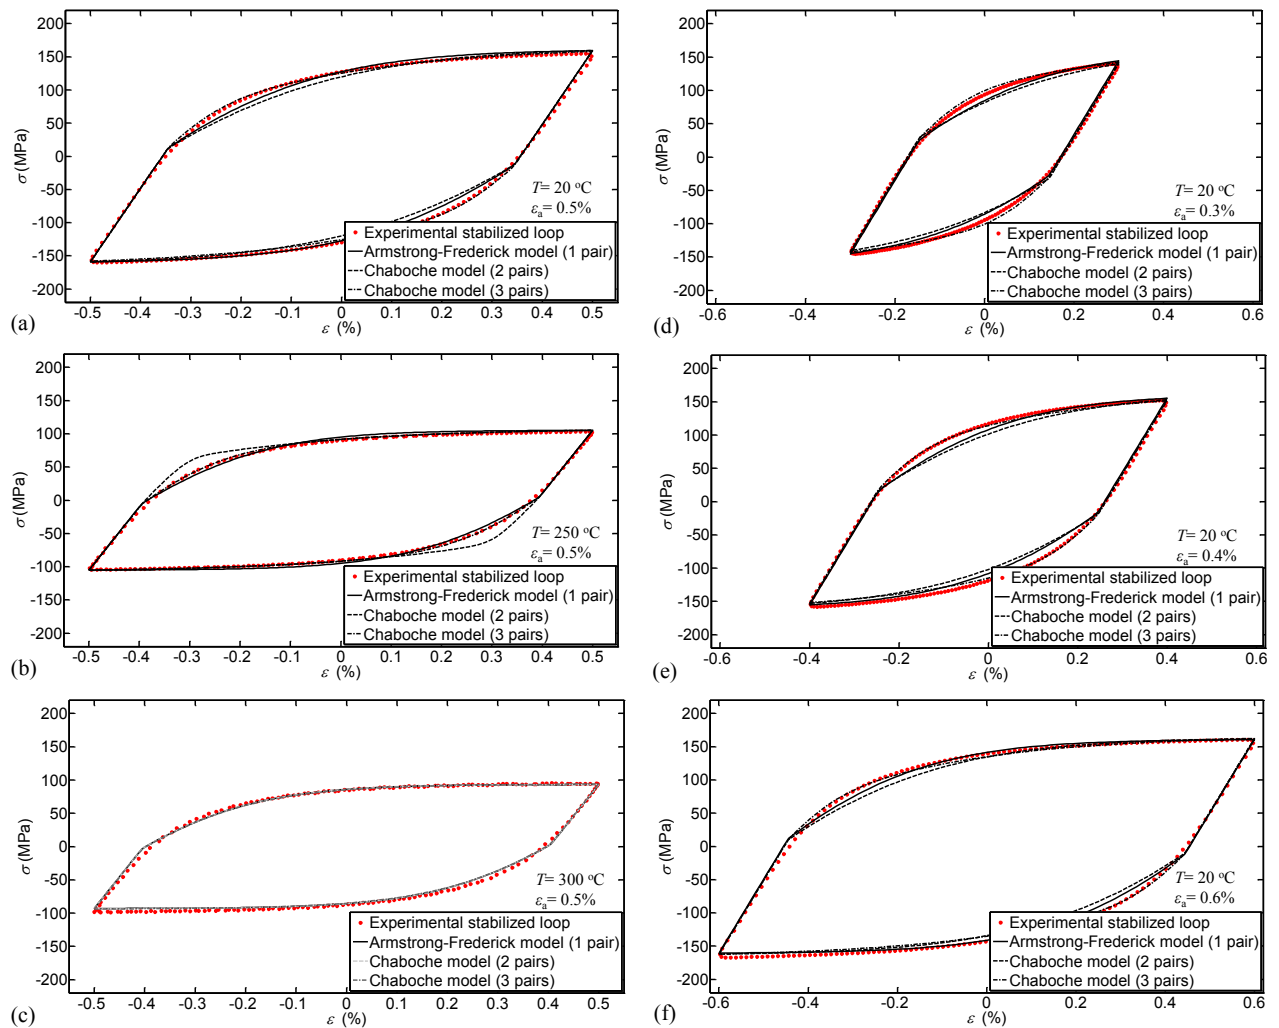 200
150
100
50
0
-50
-100
-150
-200
σ (MPa)
T= 20 °C
εa= 0.5%
Experimental stabilized loop
Armstrong-Frederick model (1 pair)
Chaboche model (2 pairs)
Chaboche model (3 pairs)
-0.5 -0.4 -0.3 -0.2 -0.1 0 0.1 0.2 0.3 0.4 0.5
ε (%)
(a)
200
150
100
50
0
-50
-100
-150
-200
σ (MPa)
T= 20 °C
εa= 0.3%
Experimental stabilized loop
Armstrong-Frederick model (1 pair)
Chaboche model (2 pairs)
Chaboche model (3 pairs)
-0.6 -0.4 -0.2 0 0.2 0.4 0.6
ε (%)
(d)
200
150
100
50
0
-50
-100
-150
-200
σ (MPa)
T= 250 °C
εa= 0.5%
Experimental stabilized loop
Armstrong-Frederick model (1 pair)
Chaboche model (2 pairs)
Chaboche model (3 pairs)
-0.5 -0.4 -0.3 -0.2 -0.1 0 0.1 0.2 0.3 0.4 0.5
ε (%)
(b)
200
150
100
50
0
-50
-100
-150
-200
σ (MPa)
T= 20 °C
εa= 0.4%
Experimental stabilized loop
Armstrong-Frederick model (1 pair)
Chaboche model (2 pairs)
Chaboche model (3 pairs)
-0.6 -0.4 -0.2 0 0.2 0.4 0.6
ε (%)
(e)
200
150
100
50
0
-50
-100
-150
-200
σ (MPa)
T= 300 °C
εa= 0.5%
Experimental stabilized loop
Armstrong-Frederick model (1 pair)
Chaboche model (2 pairs)
Chaboche model (3 pairs)
-0.5 -0.4 -0.3 -0.2 -0.1 0 0.1 0.2 0.3 0.4 0.5
ε (%)
(c)
200
150
100
50
0
-50
-100
-150
-200
σ (MPa)
T= 20 °C
εa= 0.6%
Experimental stabilized loop
Armstrong-Frederick model (1 pair)
Chaboche model (2 pairs)
Chaboche model (3 pairs)
-0.6 -0.4 -0.2 0 0.2 0.4 0.6
ε (%)
(f)